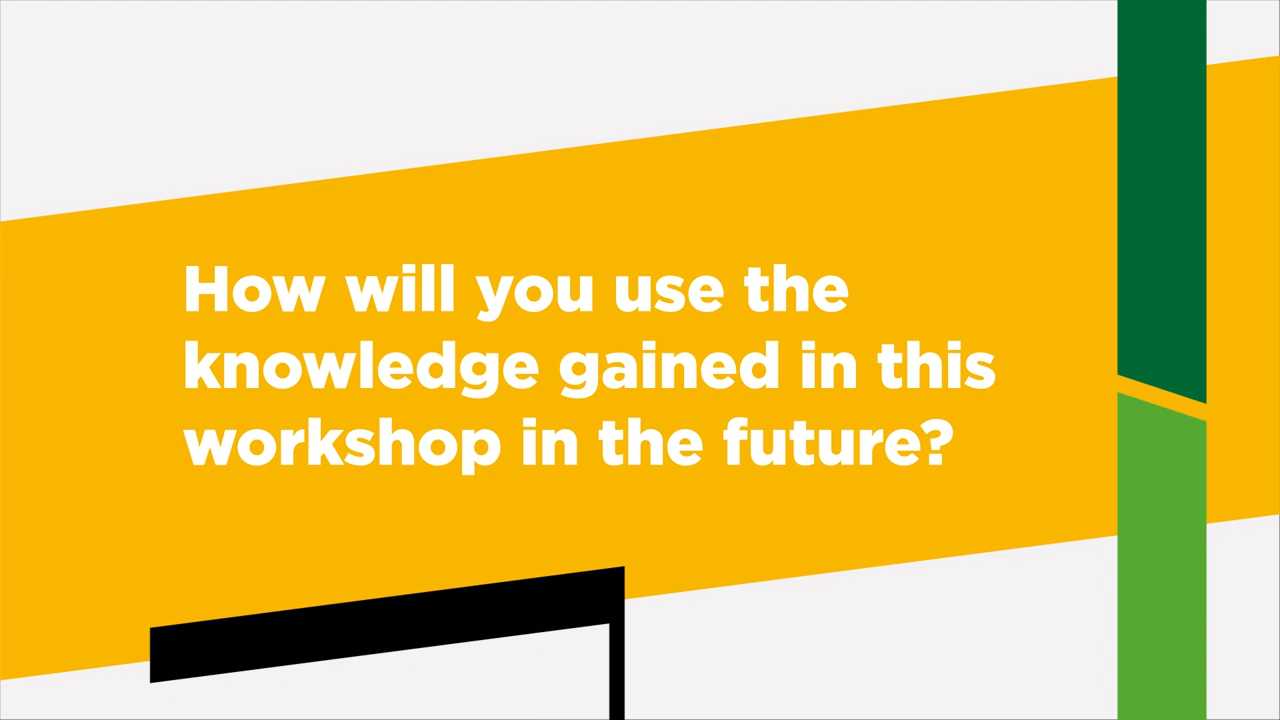 How will you use the
knowledge gained in this
workshop in the future?